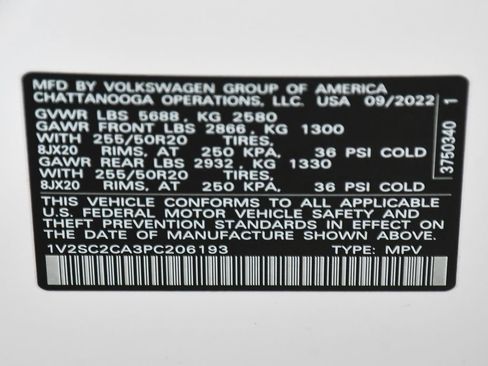 MFD BY VOLKSWAGEN GROUP OF AMERICA
CHATTANOOGA OPERATIONS, LLC. USA 09/2022
GVWR LBS 5688, KG 2580
GAWR FRONT LBS 2866, KG 1300
WITH 255/50R20 TIRES,
8JX20 RIMS, AT 250 KPA, 36 PSI COLD
GAWR REAR LBS 2932, KG 1330
WITH 255/50R20 TIRES,
8JX20 RIMS, AT 250 KPA, 36 PSI COLD
THIS VEHICLE CONFORMS TO ALL APPLICABLE
U.S. FEDERAL MOTOR VEHICLE SAFETY AND
THEFT PREVENTION STANDARDS IN EFFECT ON
THE DATE OF MANUFACTURE SHOWN ABOVE.
1V2SC2CA3PC206193 TYPE: MPV
3750340 1